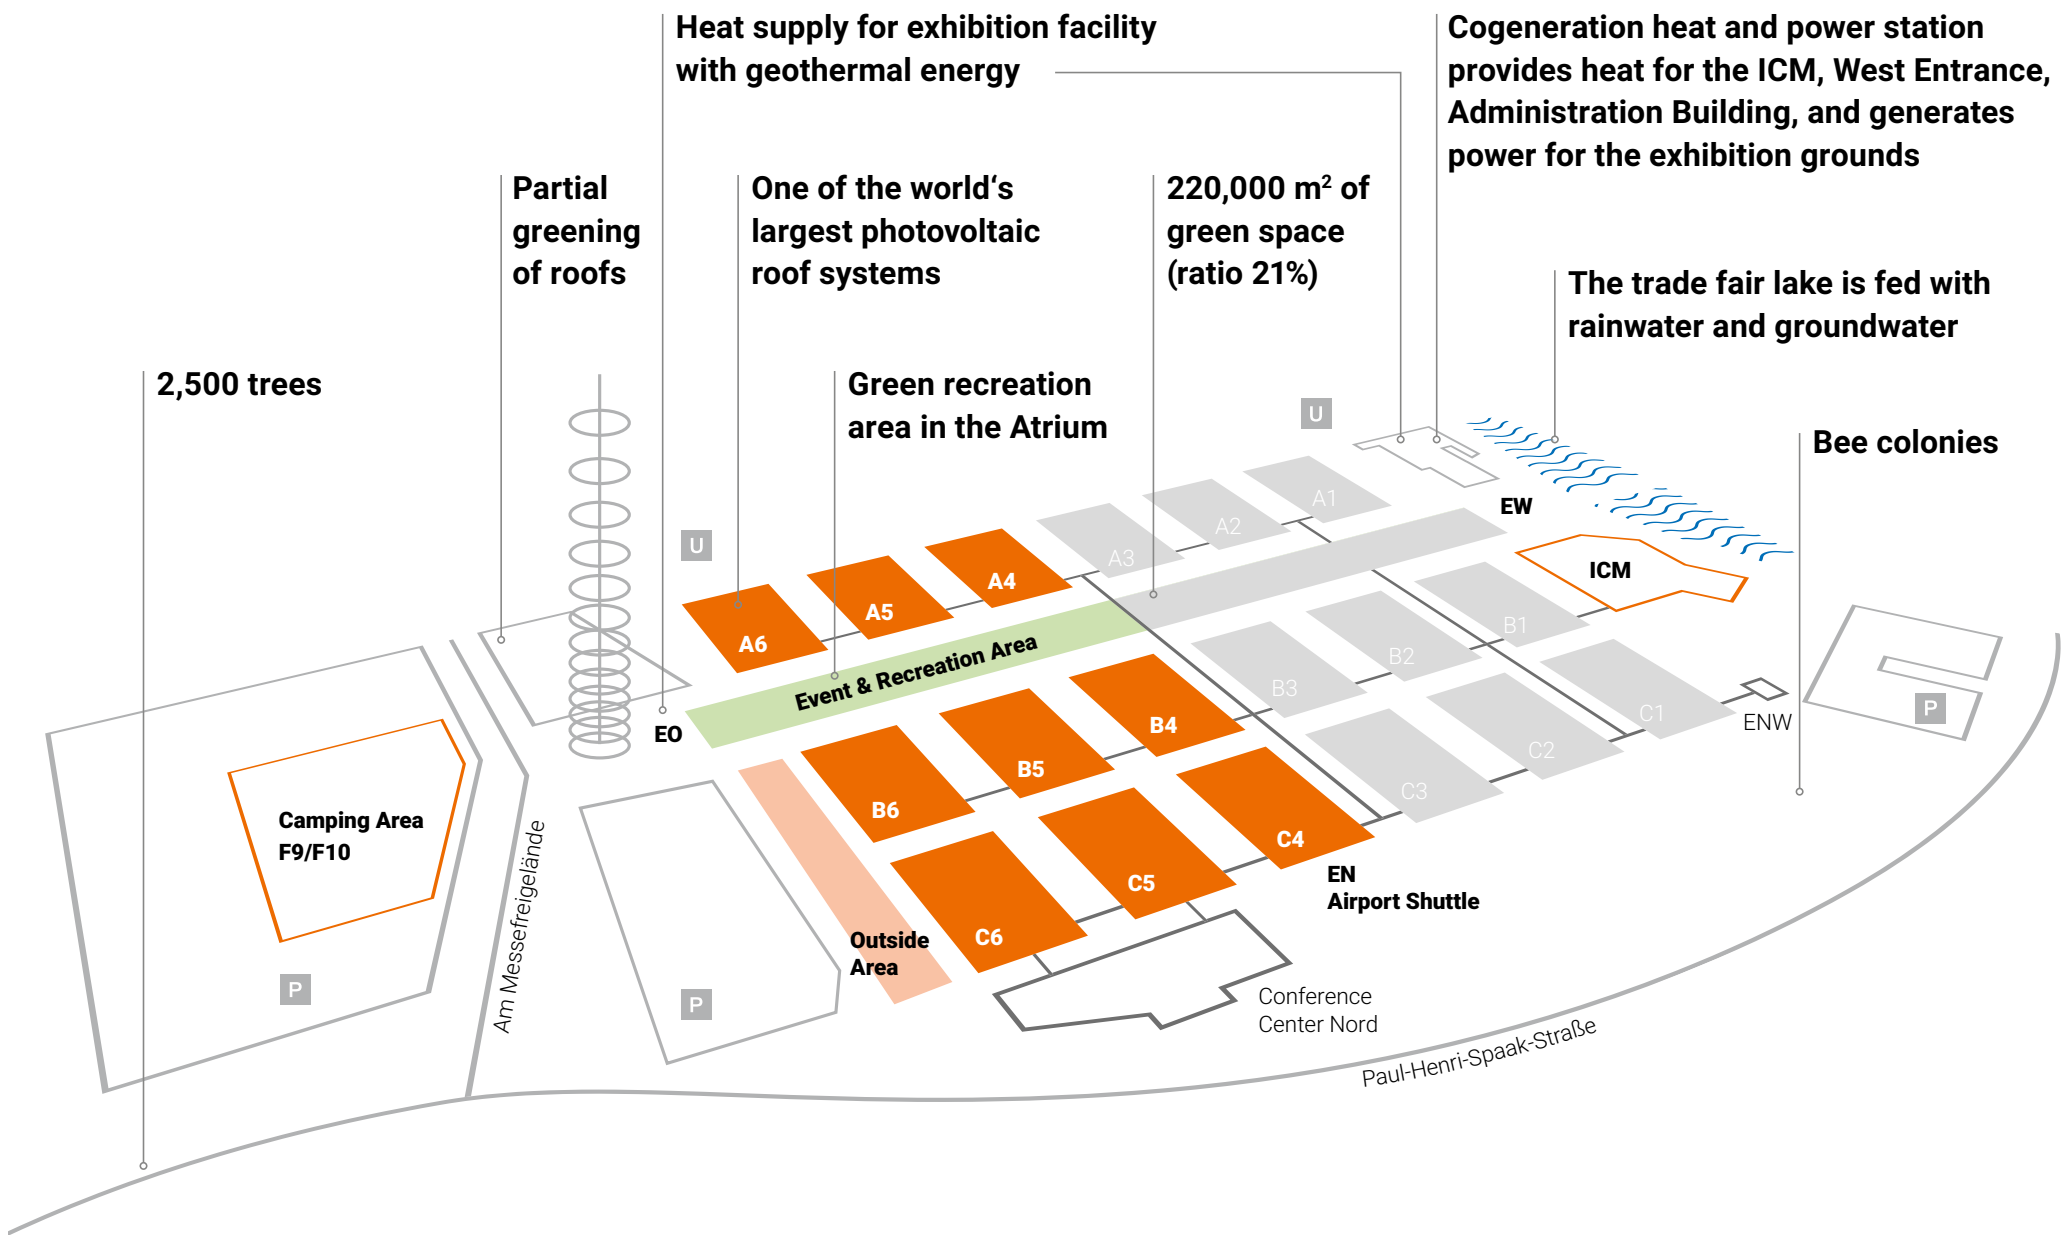 Heat supply for exhibition facility
with geothermal energy
Cogeneration heat and power station
provides heat for the ICM, West Entrance,
Administration Building, and generates
power for the exhibition grounds
Partial
greening
of roofs
One of the world‘s
largest photovoltaic
roof systems
220,000 m² of
green space
(ratio 21%)
The trade fair lake is fed with
rainwater and groundwater
2,500 trees
Green recreation
area in the Atrium
Bee colonies
U
U
EW
ICM
A1
A2
A3
A4
A5
A6
Event & Recreation Area
EO
B1
B2
B3
B4
B5
B6
C1
C2
C3
C4
C5
C6
ENW
P
Camping Area
F9/F10
P
Am Messefreigelände
P
Outside
Area
EN
Airport Shuttle
Conference
Center Nord
Paul-Henri-Spaak-Straße